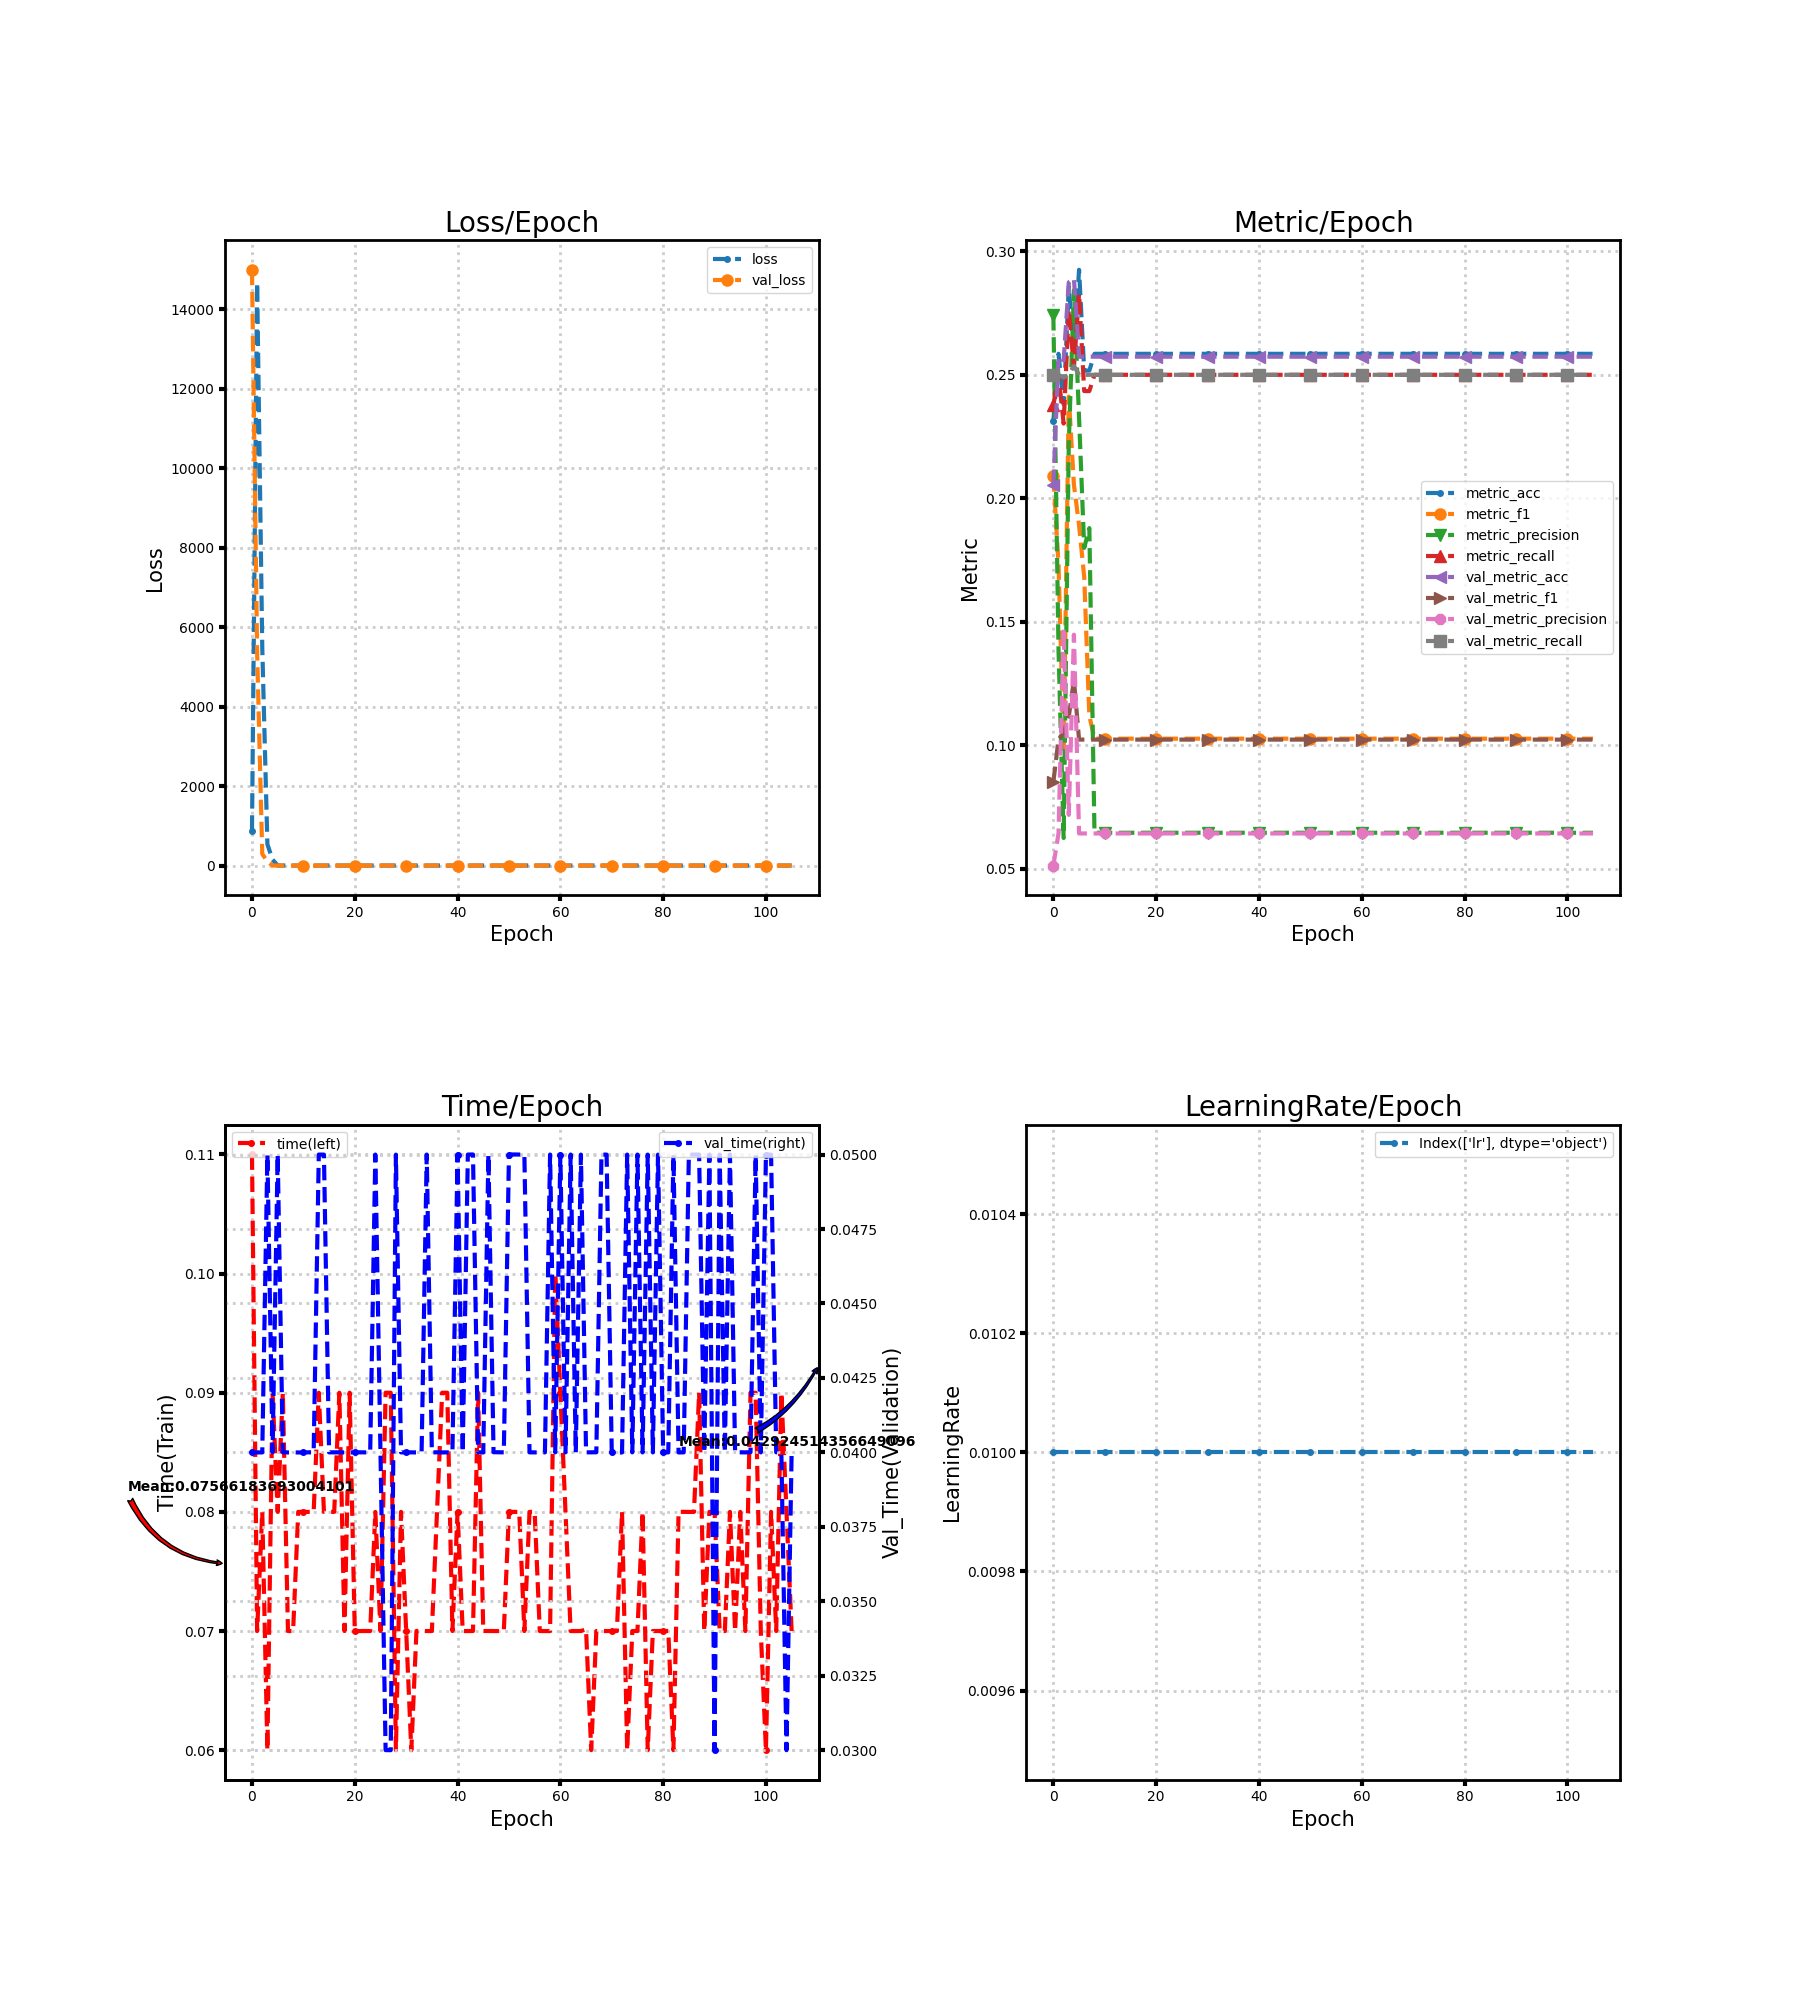 Loss/Epoch
loss
val_loss
14000
12000
10000
8000
6000
4000
2000
0
Loss
0 20 40 60 80 100
Epoch
Metric/Epoch
0.30
0.25
0.20
0.15
0.10
0.05
Metric
metric_acc
metric_f1
metric_precision
metric_recall
val_metric_acc
val_metric_f1
val_metric_precision
val_metric_recall
0 20 40 60 80 100
Epoch
Time/Epoch
time(left)
val_time(right)
0.11
0.10
0.09
0.08
0.07
0.06
Time(Train)
Mean:0.07566183693004101
0.0500
0.0475
0.0450
0.0425
0.0400
0.0375
0.0350
0.0325
0.0300
Val_Time(Validation)
Mean:0.042924514356649096
0 20 40 60 80 100
Epoch
LearningRate/Epoch
Index(['lr'], dtype='object')
0.0104
0.0102
0.0100
0.0098
0.0096
LearningRate
0 20 40 60 80 100
Epoch